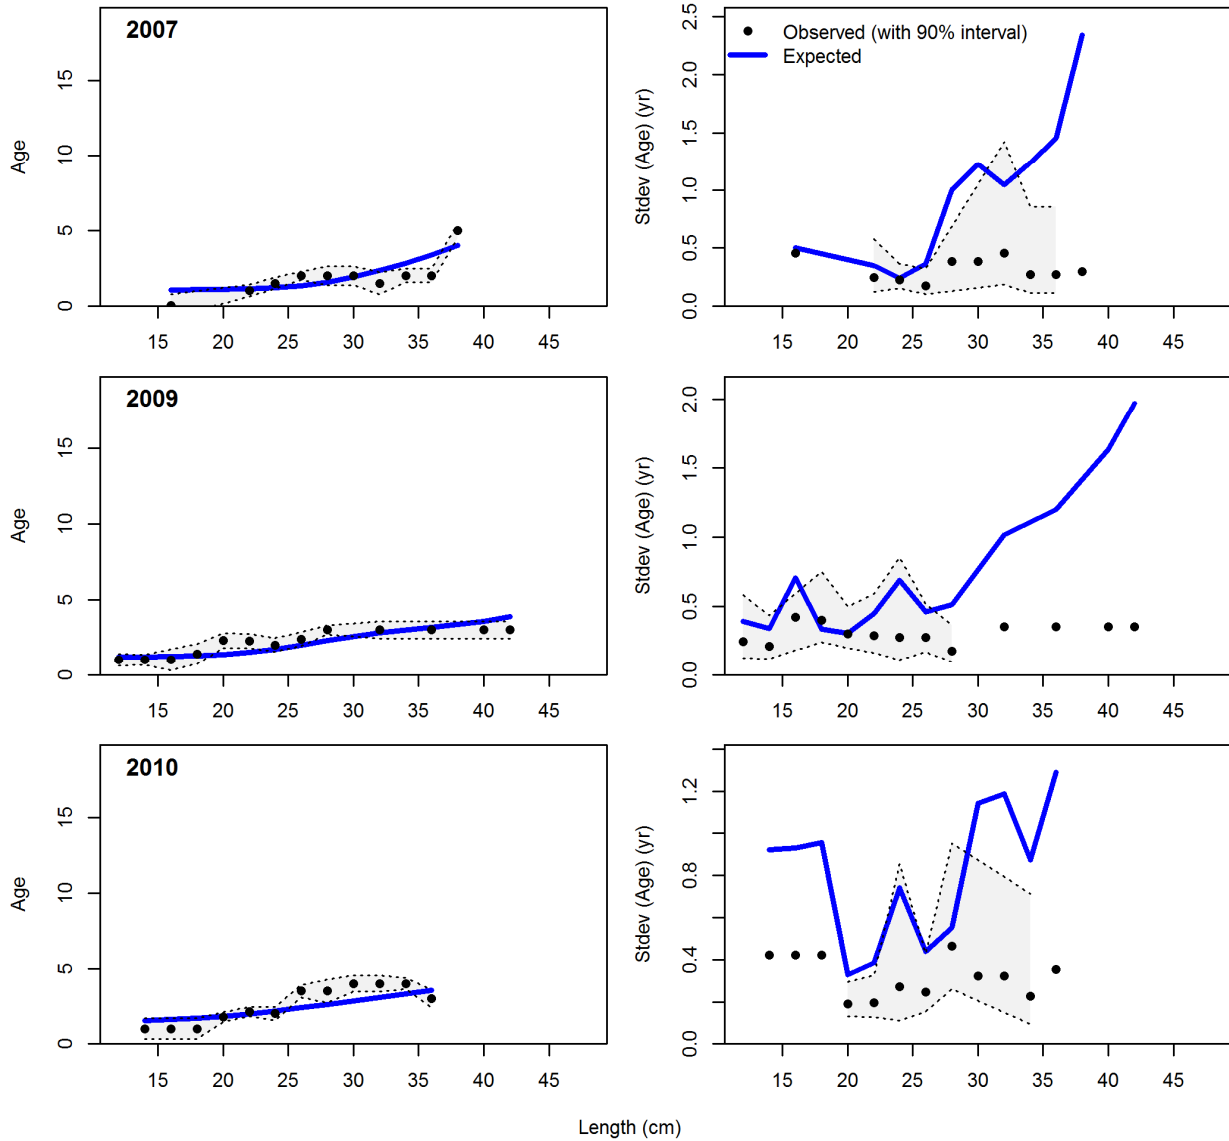 2007
Age
0 5 10 15
15 20 25 30 35 40 45
Observed (with 90% interval)
Expected
Stdev (Age) (yr)
0.0 0.5 1.0 1.5 2.0 2.5
15 20 25 30 35 40 45
2009
Age
0 5 10 15
15 20 25 30 35 40 45
Stdev (Age) (yr)
0.0 0.5 1.0 1.5 2.0
15 20 25 30 35 40 45
2010
Age
0 5 10 15
15 20 25 30 35 40 45
Stdev (Age) (yr)
0.0 0.4 0.8 1.2
15 20 25 30 35 40 45
Length (cm)